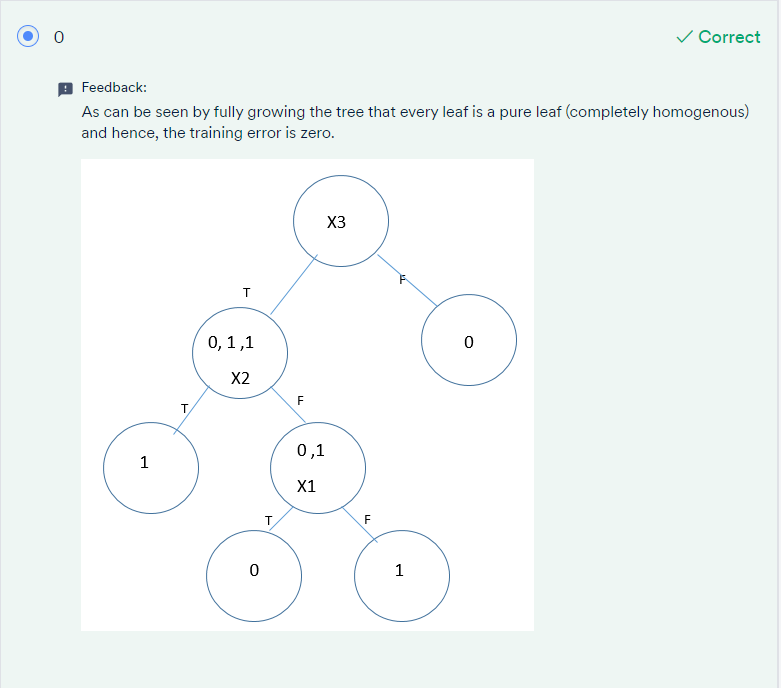 0
Correct
Feedback:
As can be seen by fully growing the tree that every leaf is a pure leaf (completely homogenous)
and hence, the training error is zero.
X3
T
F
0, 1 ,1
X2
0
T
F
1
0 ,1
X1
T
F
0
1